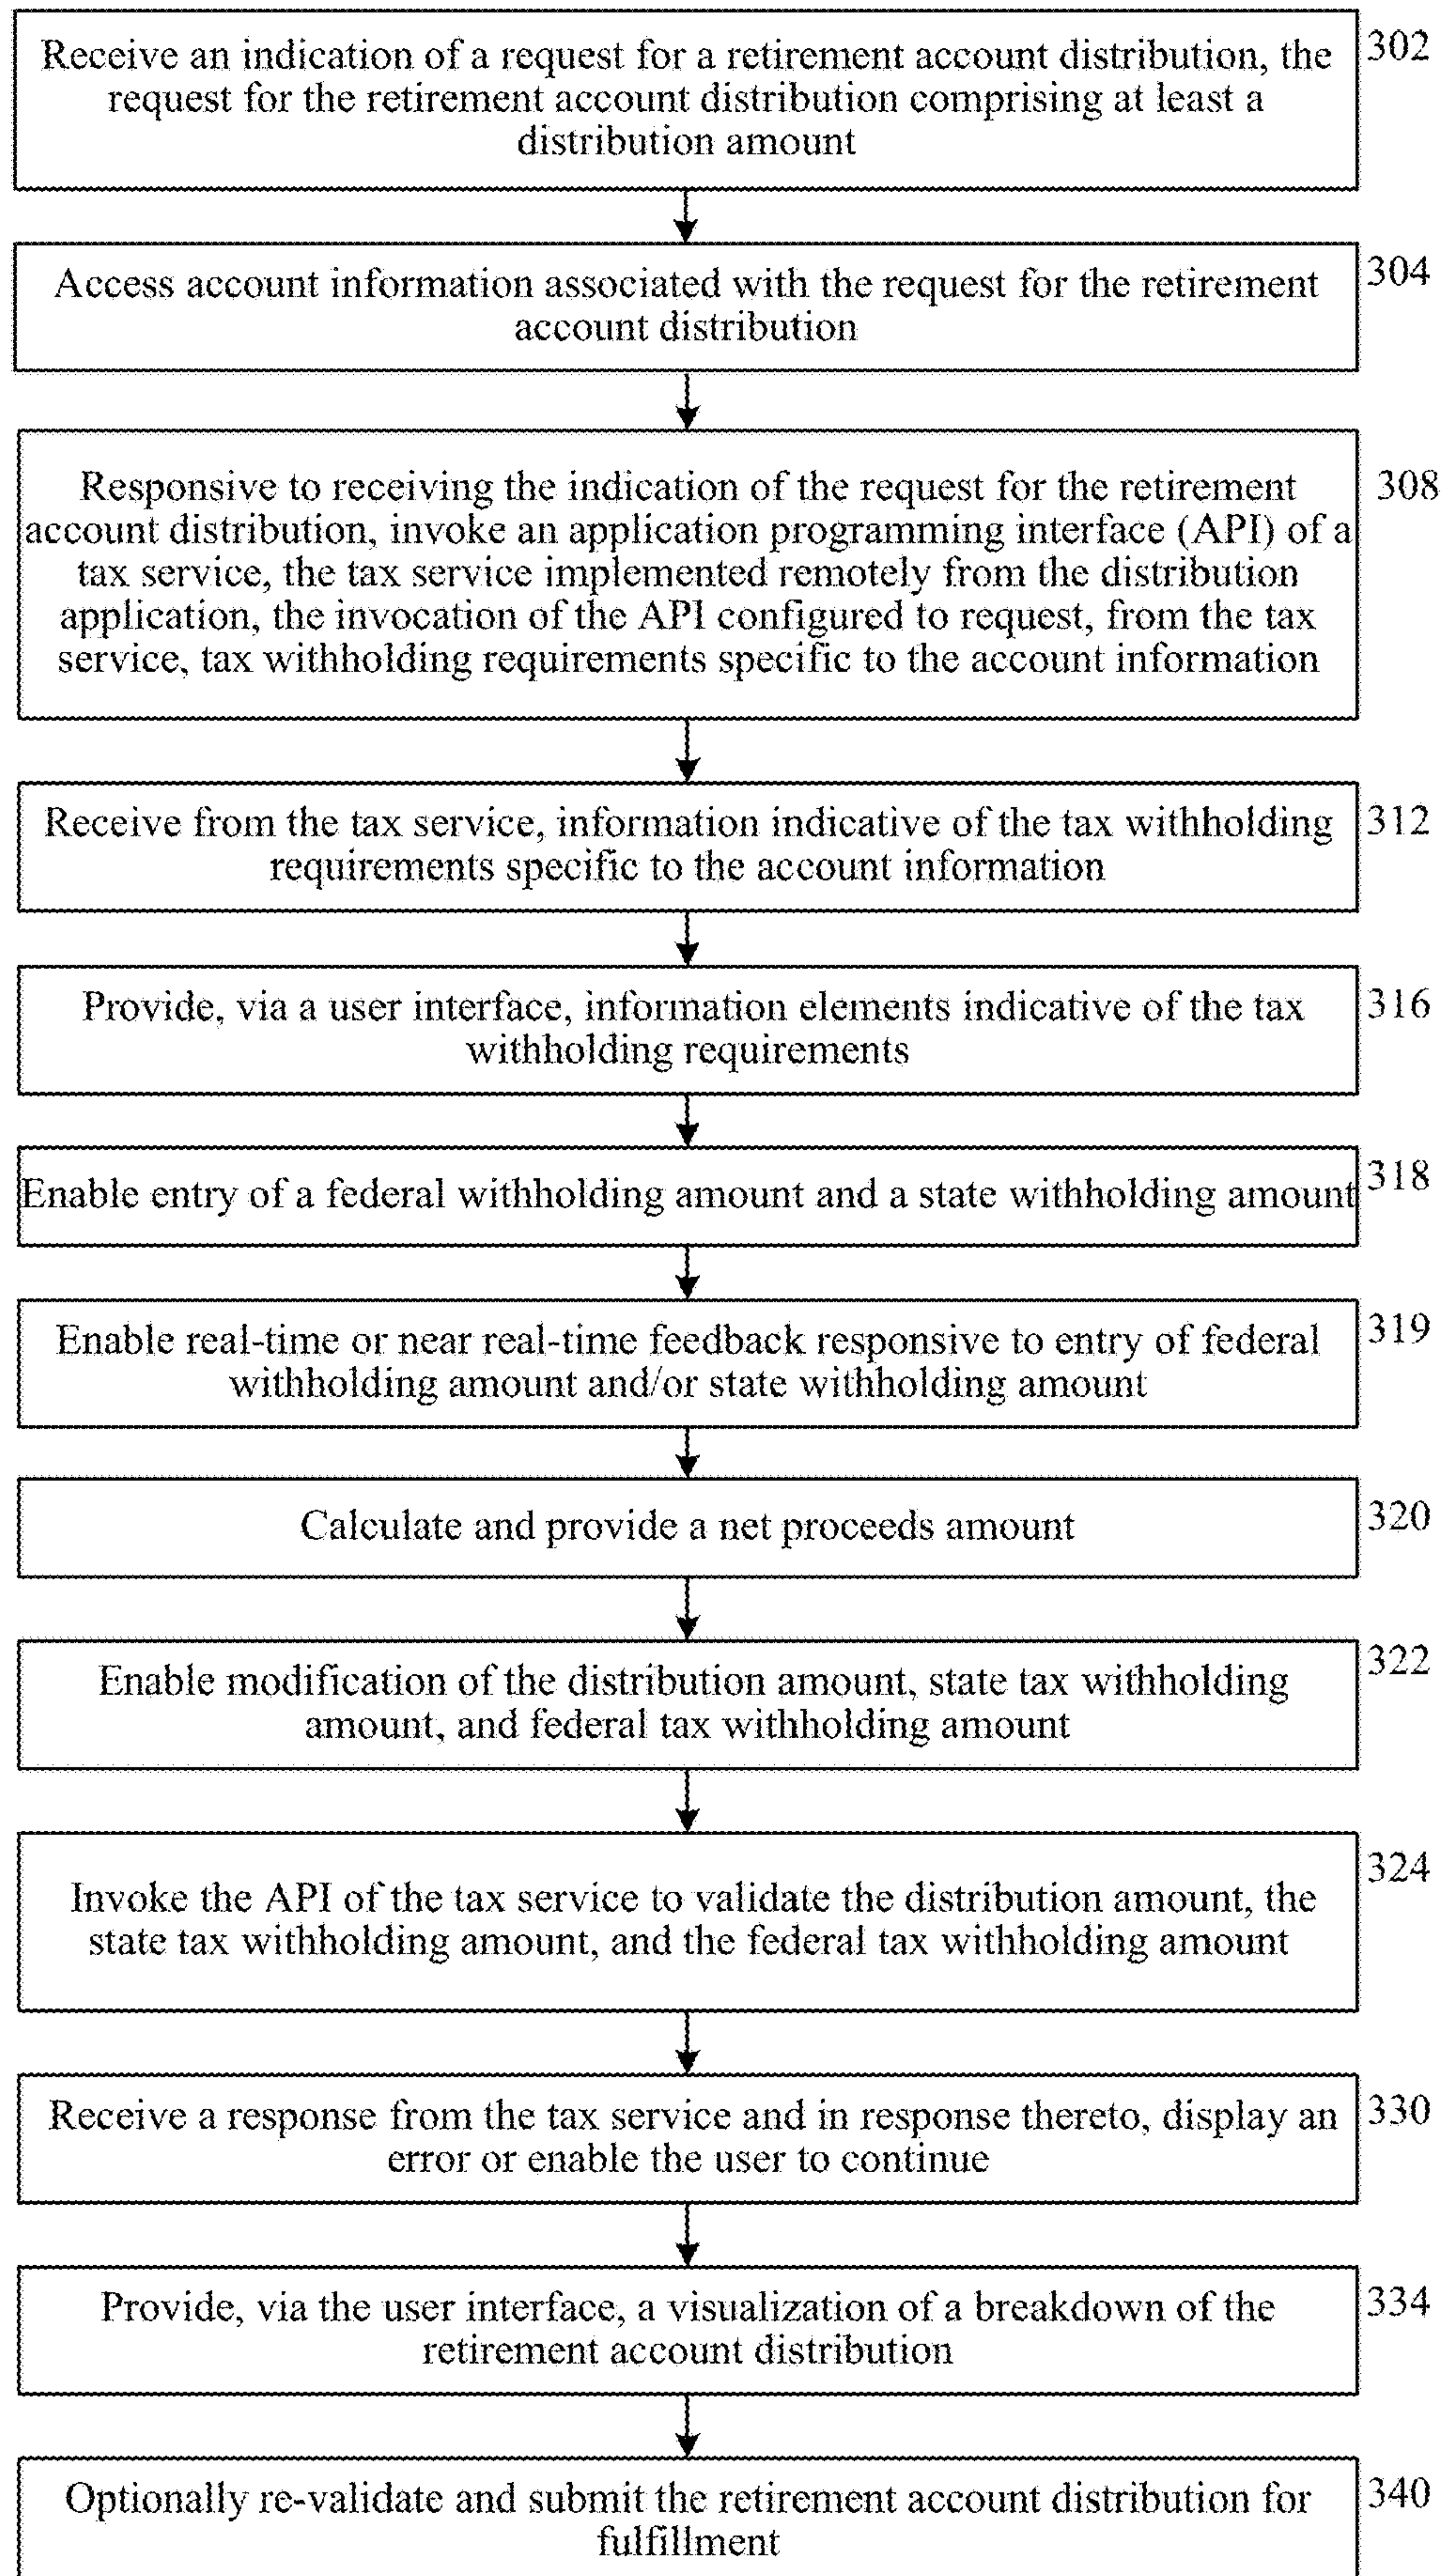 Receive an indication of a request for a retirement account distribution, the
request for the retirement account distribution comprising at least a
distribution amount
302
Access account information associated with the request for the retirement
account distribution
304
Responsive to receiving the indication of the request for the retirement
account distribution, invoke an application programming interface (API) of a
tax service, the tax service implemented remotely from the distribution
application, the invocation of the API configured to request, from the tax
service, tax withholding requirements specific to the account information
308
Receive from the tax service, information indicative of the tax withholding
requirements specific to the account information
312
Provide, via a user interface, information elements indicative of the tax
withholding requirements
316
Enable entry of a federal withholding amount and a state withholding amount
318
Enable real-time or near real-time feedback responsive to entry of federal
withholding amount and/or state withholding amount
319
Calculate and provide a net proceeds amount
320
Enable modification of the distribution amount, state tax withholding
amount, and federal tax withholding amount
322
Invoke the API of the tax service to validate the distribution amount, the
state tax withholding amount, and the federal tax withholding amount
324
Receive a response from the tax service and in response thereto, display an
error or enable the user to continue
330
Provide, via the user interface, a visualization of a breakdown of the
retirement account distribution
334
Optionally re-validate and submit the retirement account distribution for
fulfillment
340